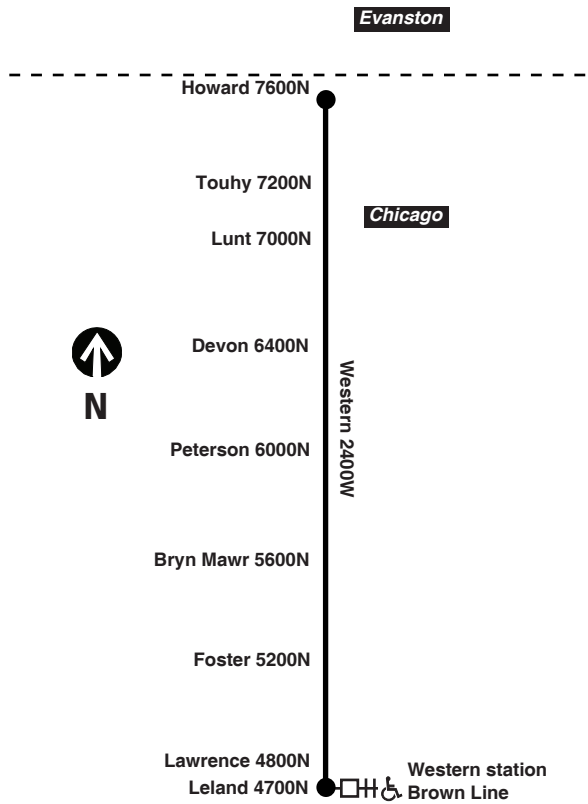 Evanston
Howard 7600N
Touhy 7200N
Chicago
Lunt 7000N
Devon 6400N
N
Western 2400W
Peterson 6000N
Bryn Mawr 5600N
Foster 5200N
Lawrence 4800N
Leland 4700N
Western station
Brown Line